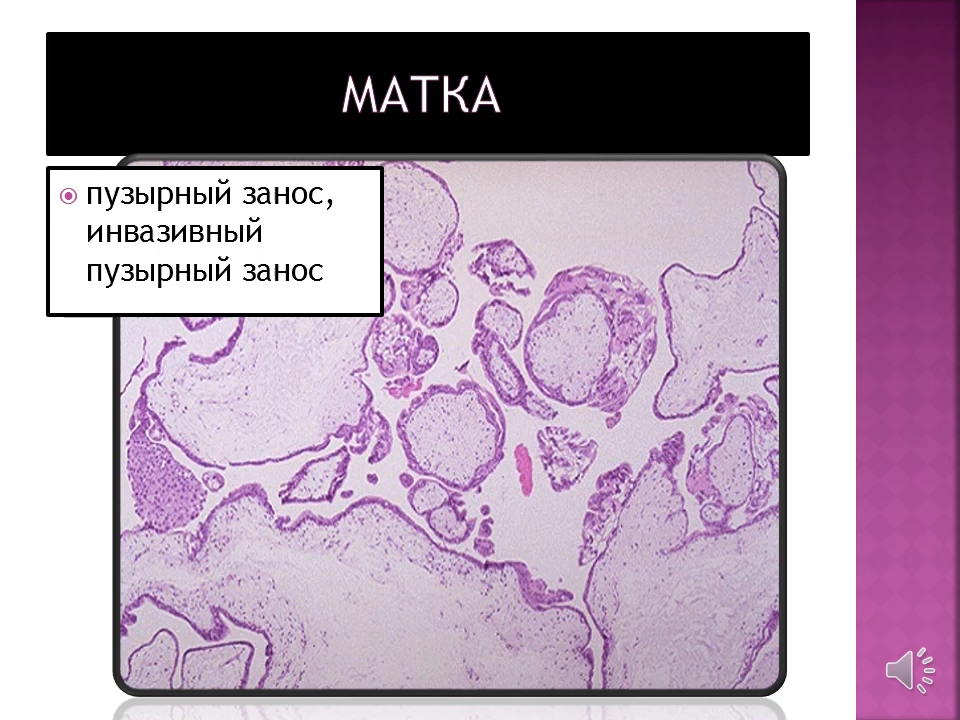 МАТКА
пузырный занос,
инвазивный
пузырный занос